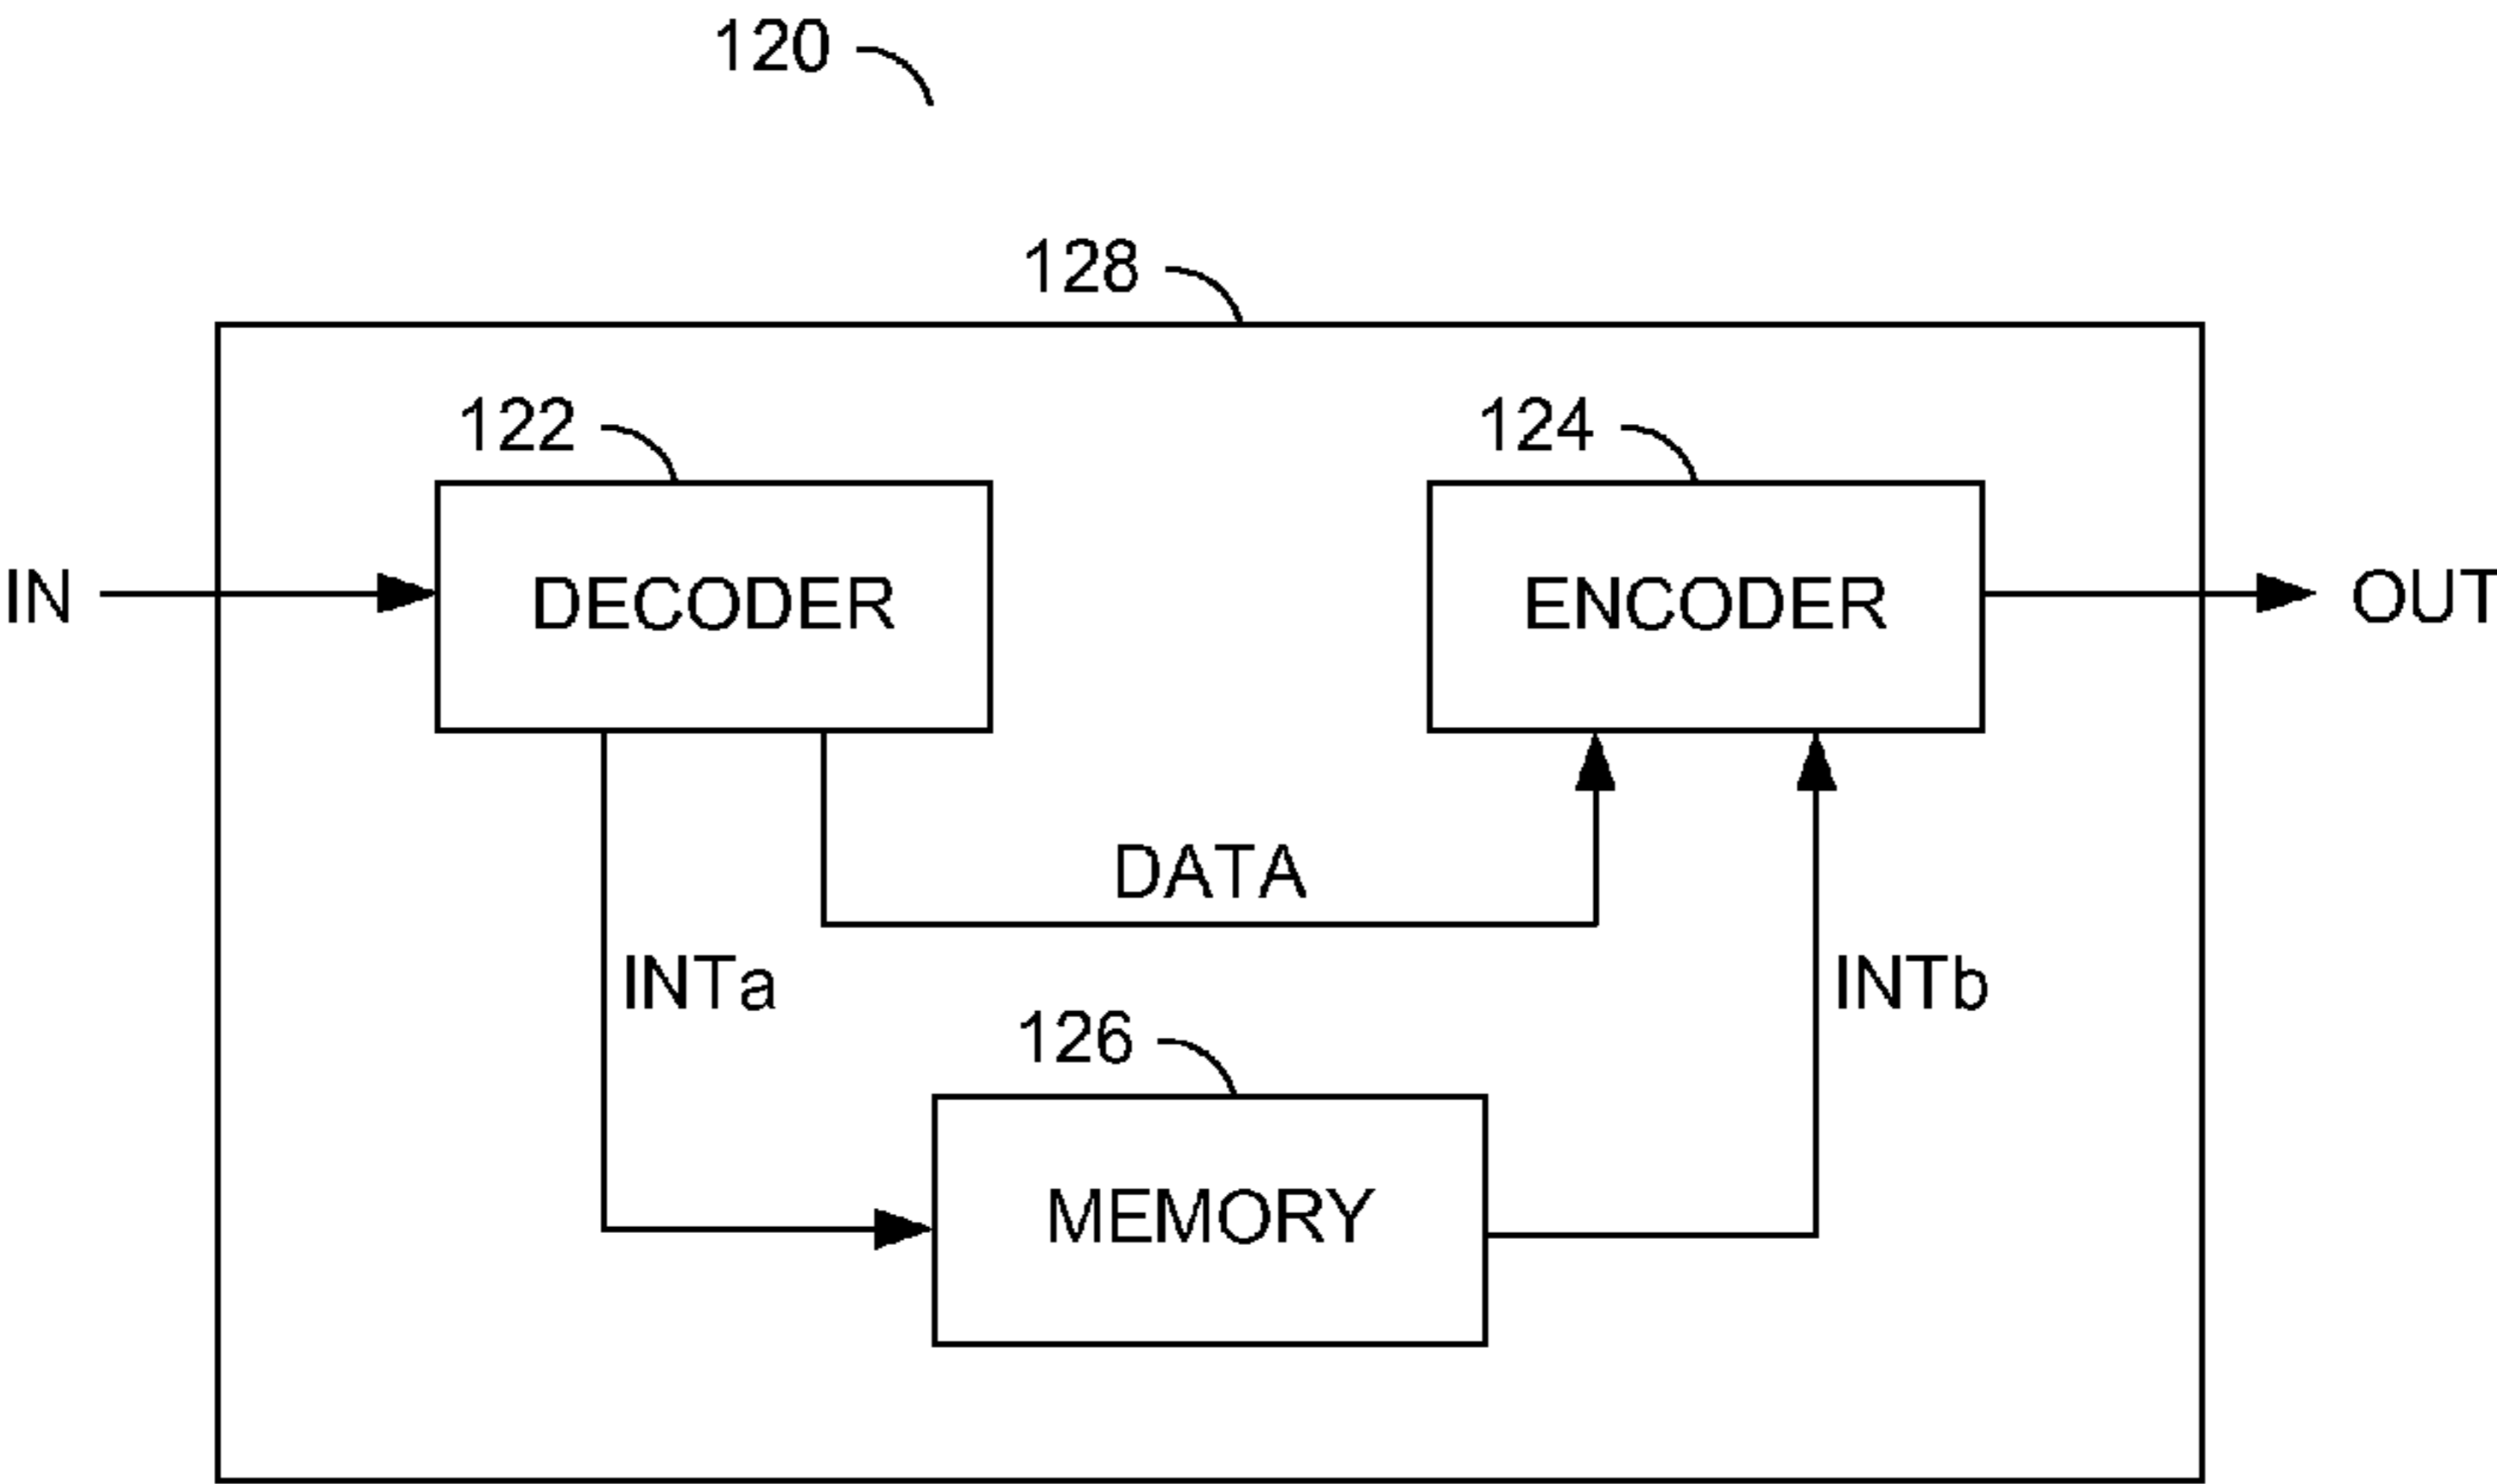 120
128
122
124
IN
DECODER
ENCODER
OUT
DATA
INTa
INTb
126
MEMORY